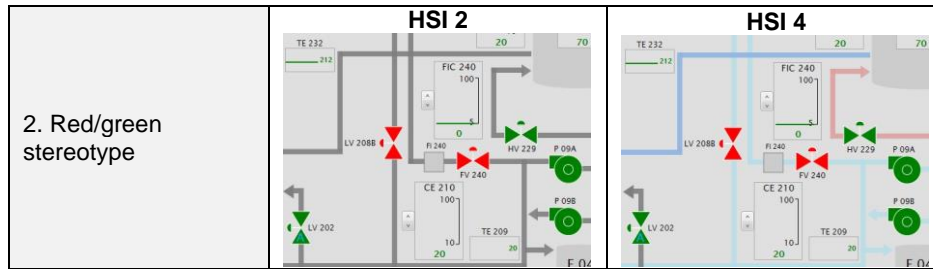 2. Red/green
stereotype
HSI 2
TE 232
212
20
70
FIC 240
100
5
0
LV 208B
FI 240
FV 240
HV 229
P 09A
CE 210
100
10
20
P 09B
LV 202
TE 209
20
HSI 4
TE 232
212
20
70
FIC 240
100
5
0
LV 208B
FI 240
FV 240
HV 229
P 09A
CE 210
100
10
20
P 09B
LV 202
TE 209
20